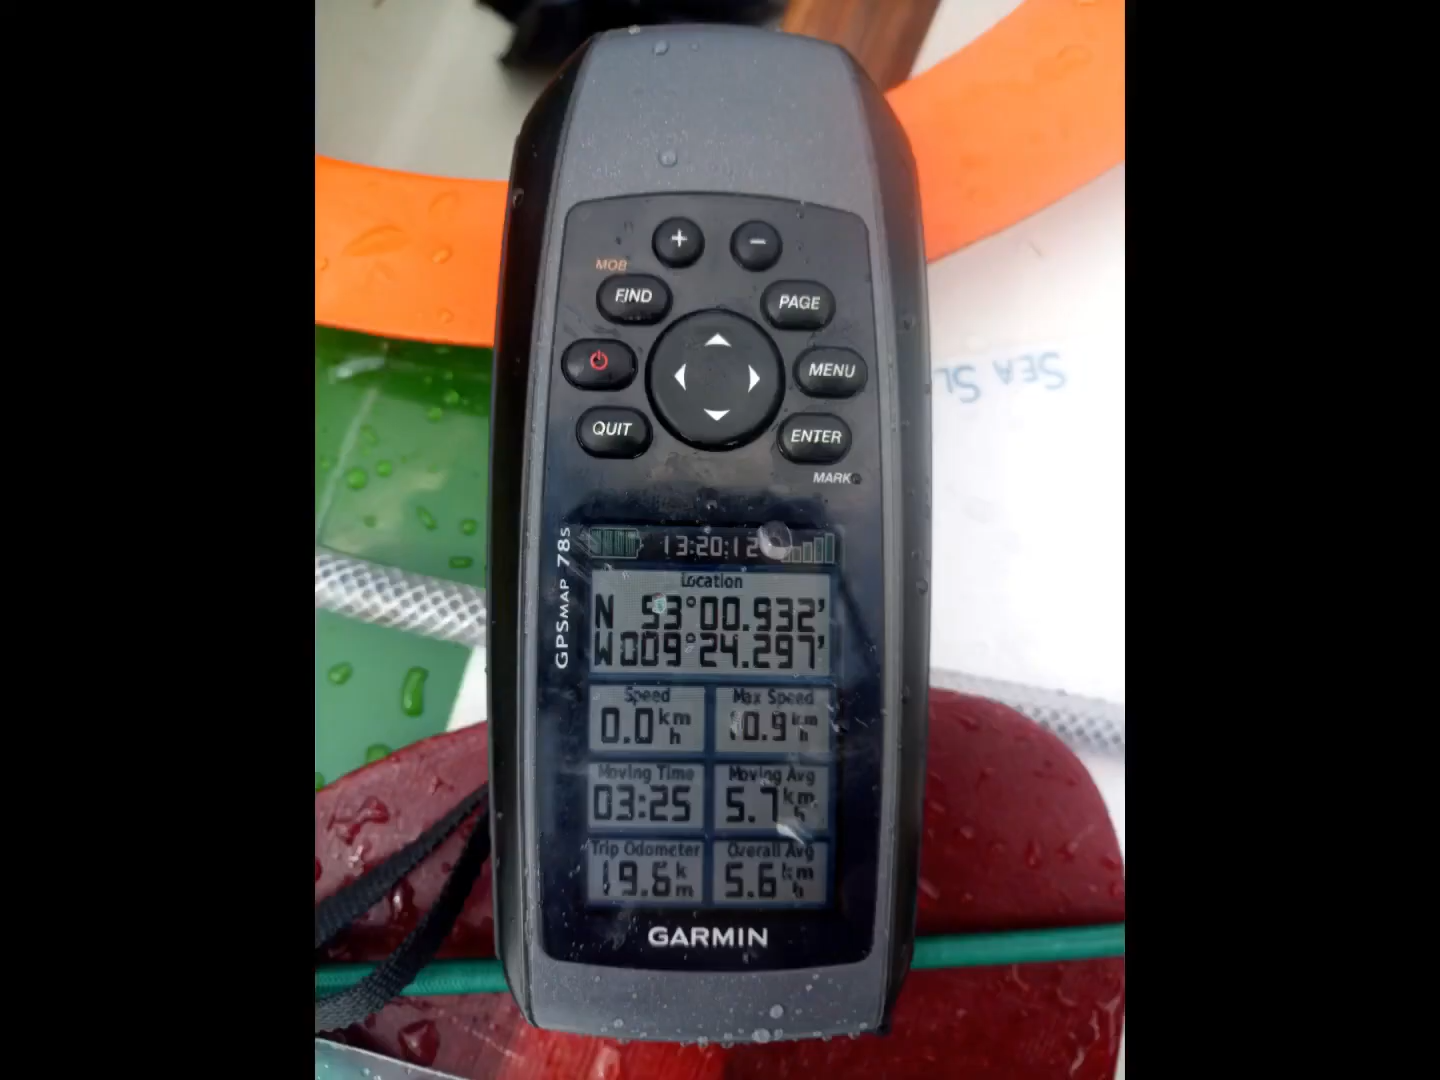 + −
MOB
FIND PAGE
MENU
QUIT ENTER
MARK
GPSMAP 78s
13:20:12
Location
N 53°00.932'
W009°24.297'
Speed Max Speed
0.0 km/h 10.9 km/h
Moving Time Moving Avg
03:25 5.7 km/h
Trip Odometer Overall Avg
19.6 km 5.6 km/h
GARMIN
SEA SL